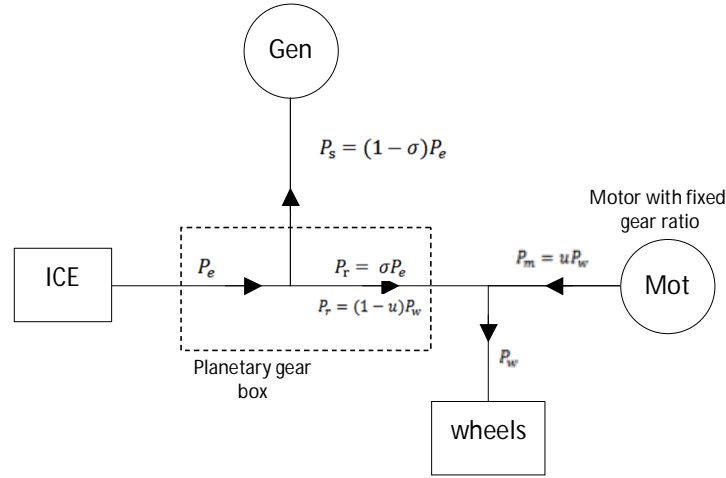 Gen
P_s = (1 − σ)P_e
Motor with fixed
gear ratio
ICE
P_e
P_r = σP_e
P_m = uP_w
Mot
P_r = (1 − u)P_w
Planetary gear
box
P_w
wheels